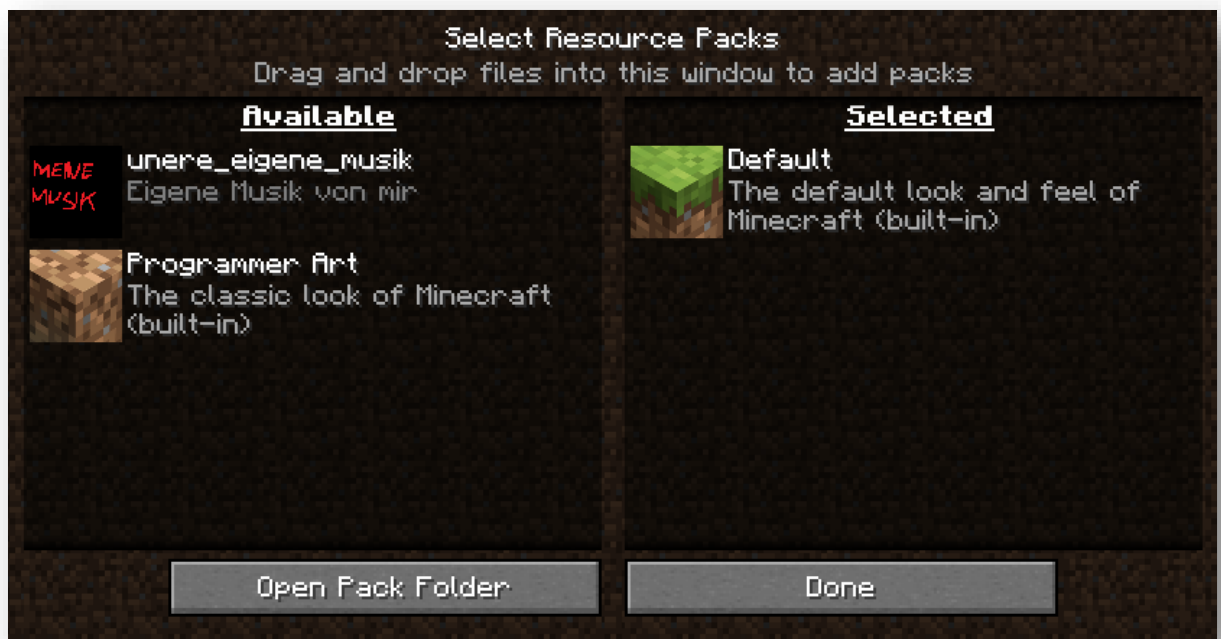 Select Resource Packs
Drag and drop files into this window to add packs
Available
MEINE
MUSIK
unere_eigene_musik
Eigene Musik von mir
Programmer Art
The classic look of Minecraft
(built-in)
Selected
Default
The default look and feel of
Minecraft (built-in)
Open Pack Folder
Done